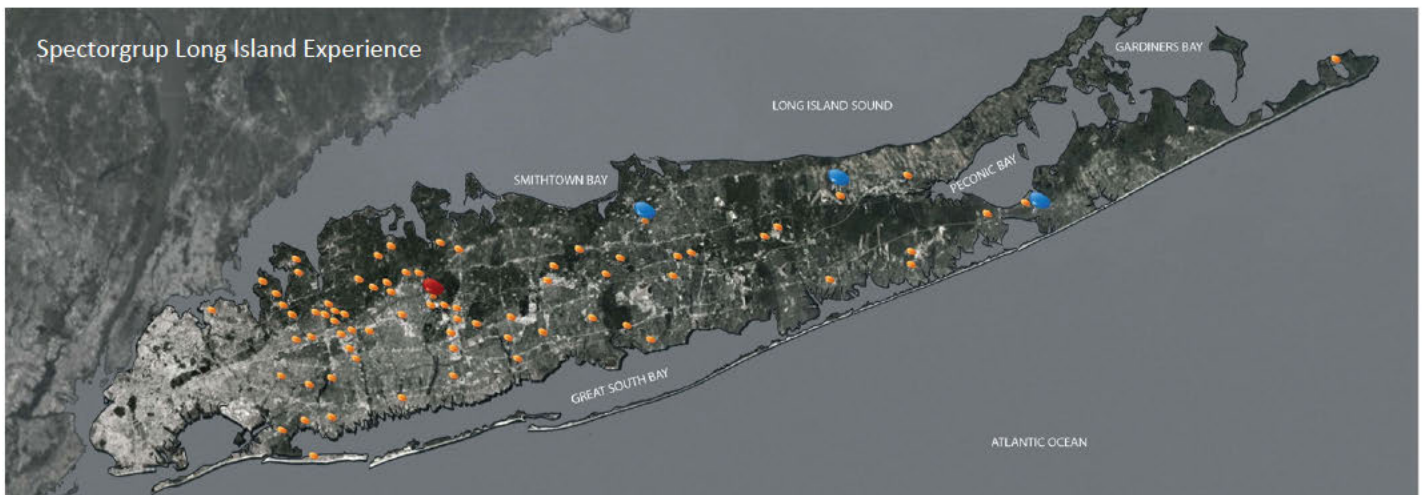 Spectorgrup Long Island Experience
GARDINERS BAY
LONG ISLAND SOUND
SMITHTOWN BAY
PECONIC BAY
GREAT SOUTH BAY
ATLANTIC OCEAN